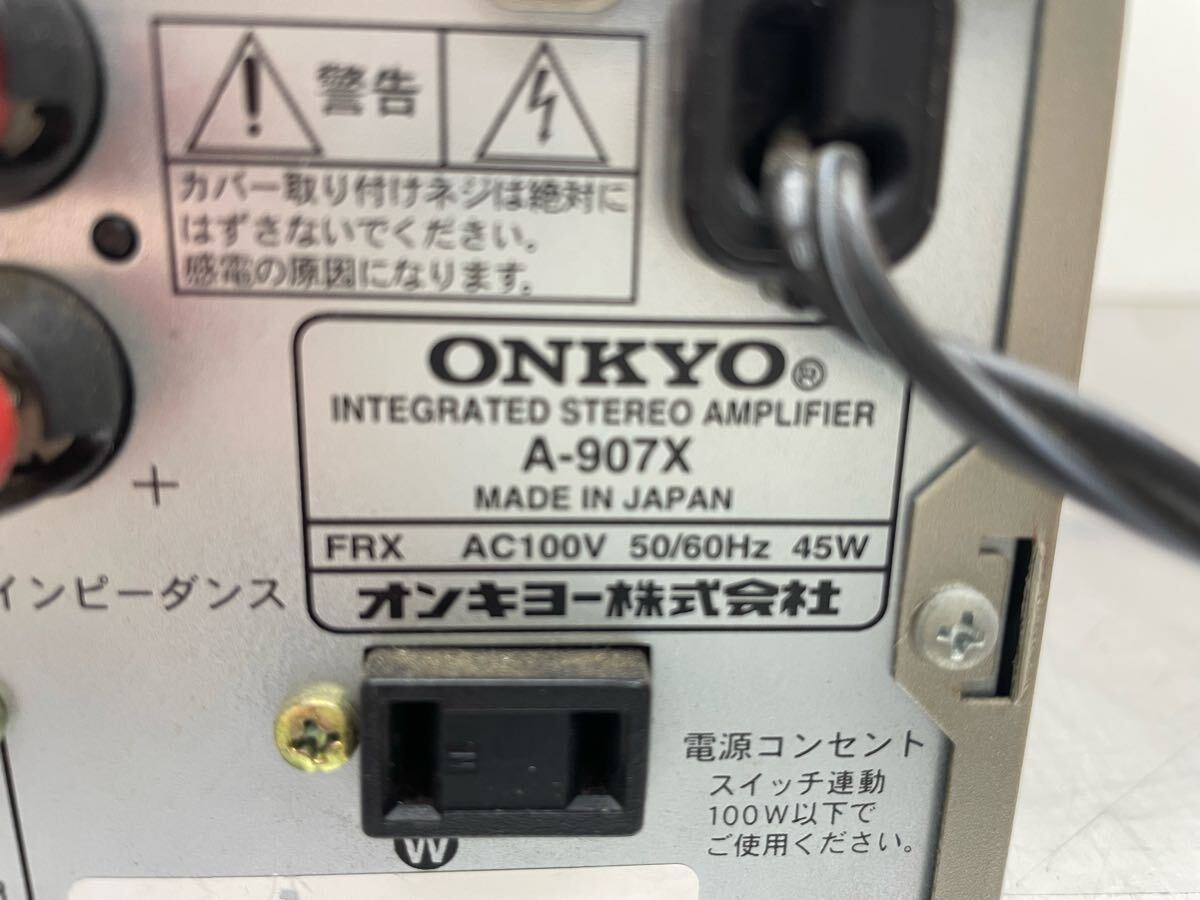 警告
カバー取り付けネジは絶対に
はずさないでください。
感電の原因になります。
ONKYO®
INTEGRATED STEREO AMPLIFIER
A-907X
MADE IN JAPAN
FRX AC100V 50/60Hz 45W
オンキヨー株式会社
+
インピーダンス
電源コンセント
スイッチ連動
100W以下で
ご使用ください。
W